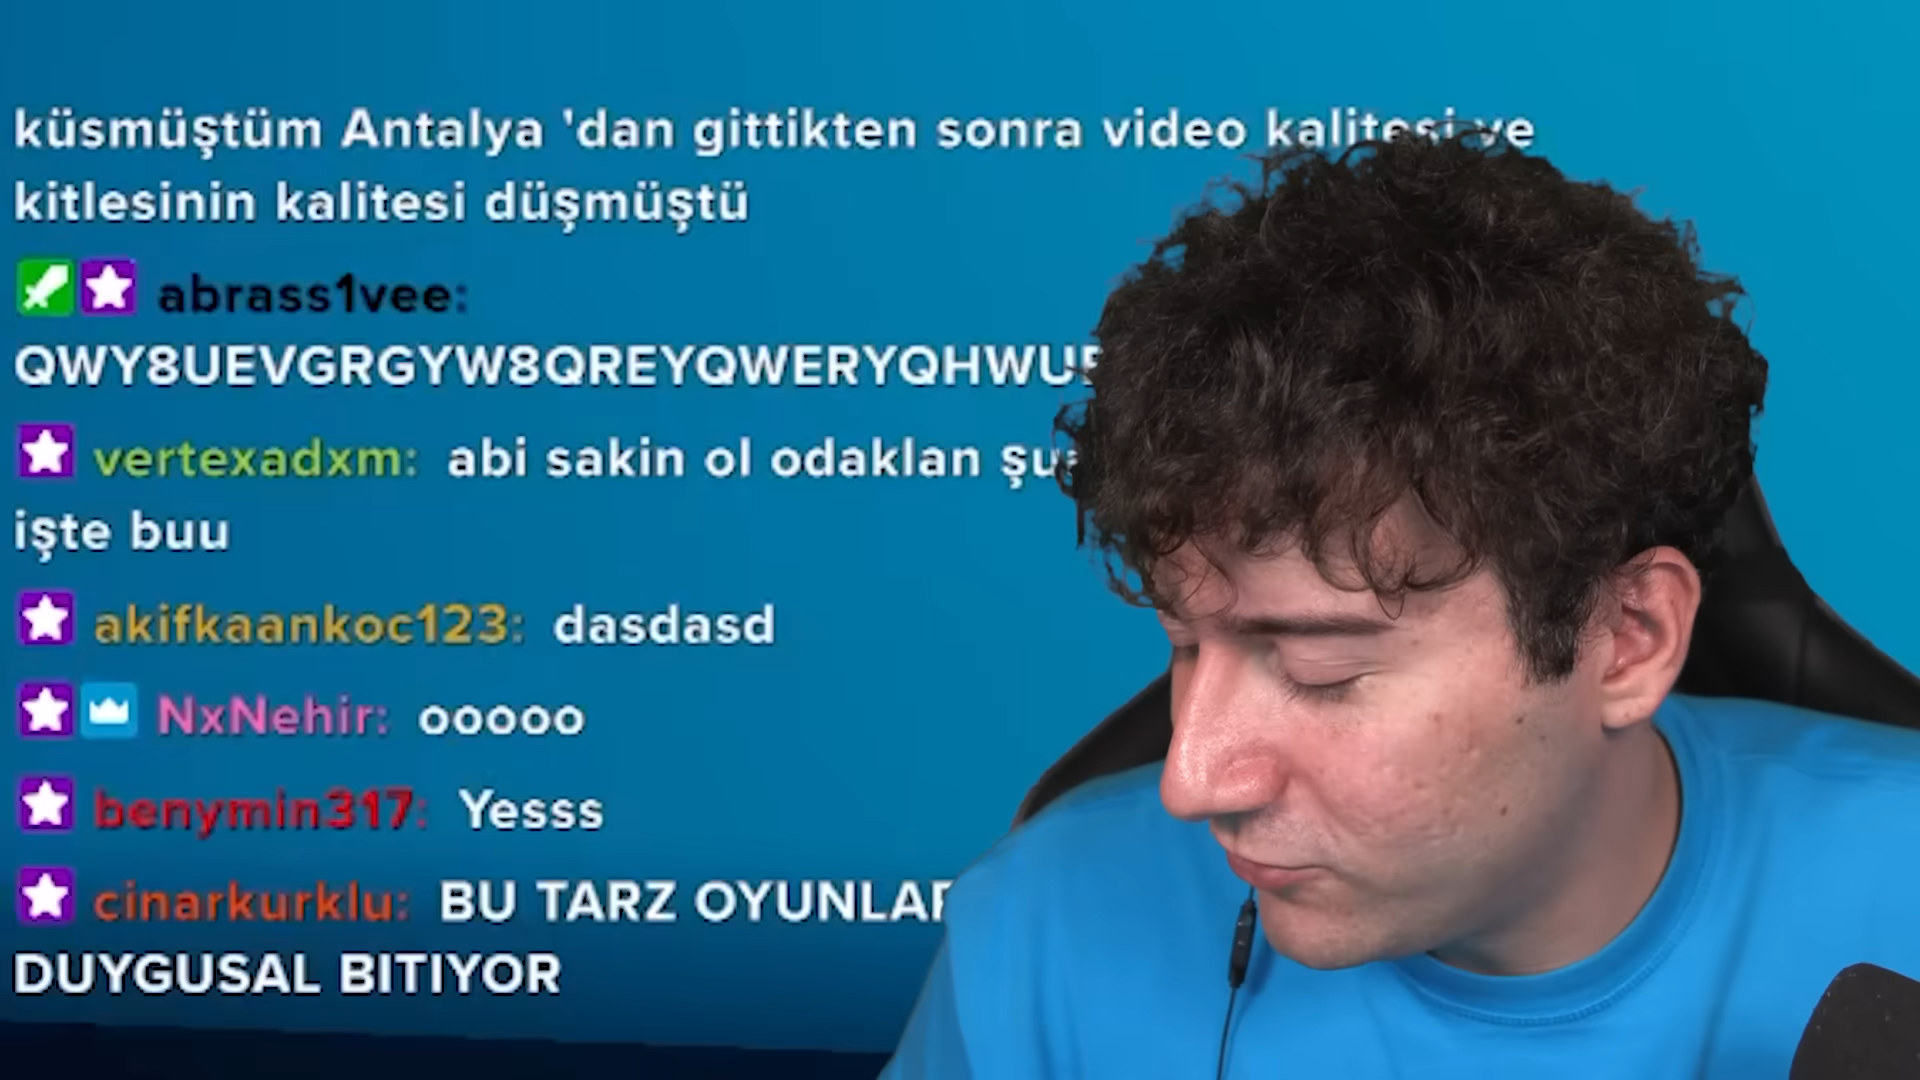 küsmüştüm Antalya 'dan gittikten sonra video kalitesi ve
kitlesinin kalitesi düşmüştü
abrass1vee:
QWY8UEVGRGYW8QREYQWERYQHWU
vertexadxm: abi sakin ol odaklan
işte buu
akifkaankoc123: dasdasd
NxNehir: ooooo
benymin317: Yesss
cinarkurklu: BU TARZ OYUNLAR
DUYGUSAL BITIYOR